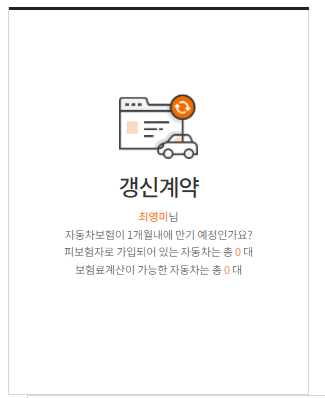 갱신계약
최영미님
자동차보험이 1개월내에 만기 예정인가요?
피보험자로 가입되어 있는 자동차는 총 0 대
보험료계산이 가능한 자동차는 총 0 대